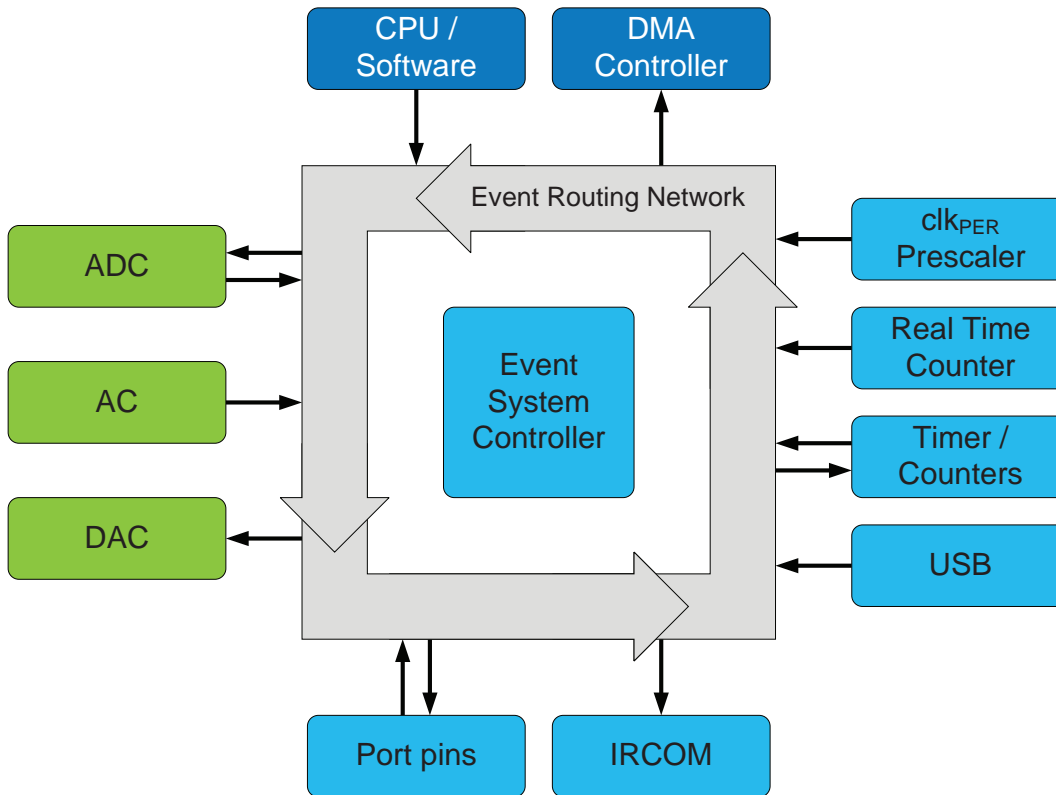 CPU /
Software
DMA
Controller
Event Routing Network
clkPER
Prescaler
ADC
Real Time
Counter
Event
System
Controller
AC
Timer /
Counters
DAC
USB
Port pins
IRCOM